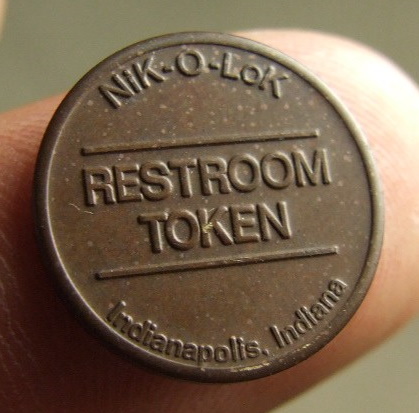 NiK-O-LoK
RESTROOM
TOKEN
Indianapolis, Indiana